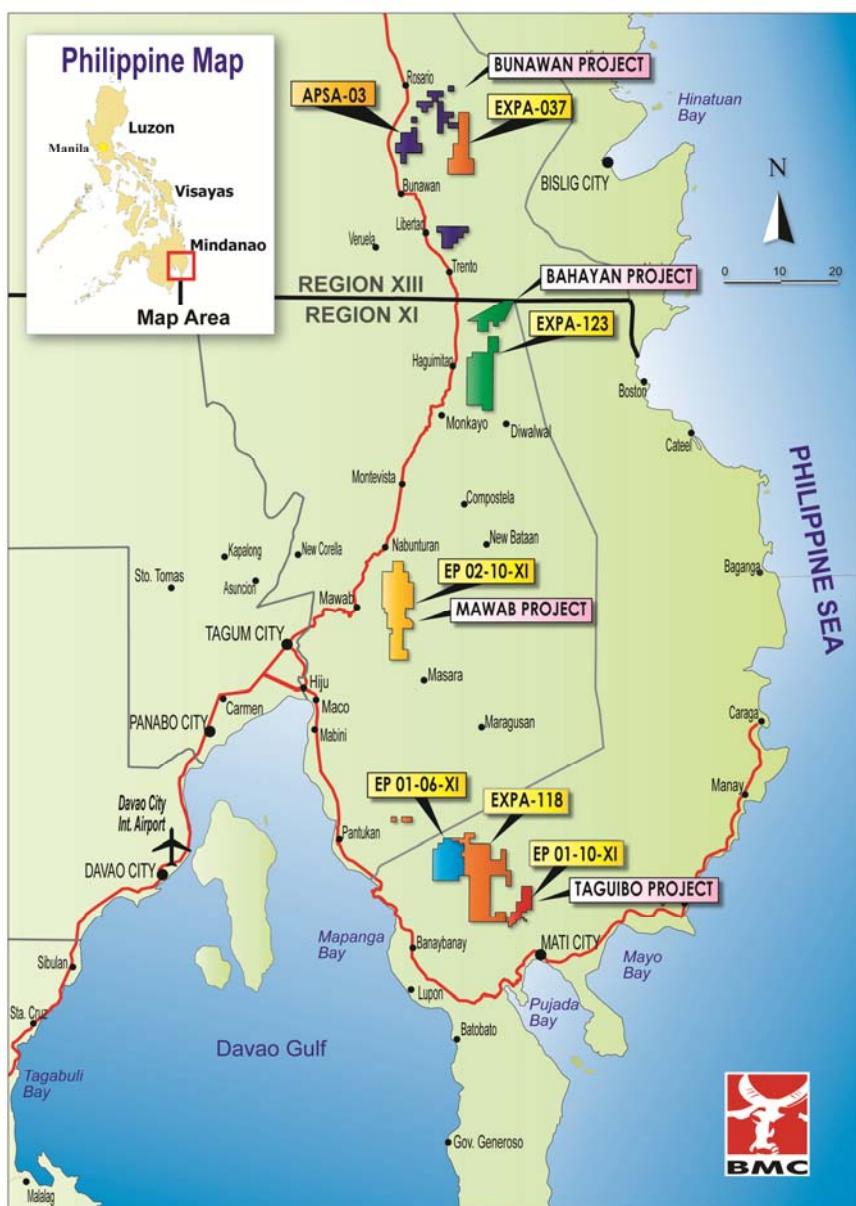 Philippine Map
Luzon
Manila
Visayas
Mindanao
Map Area
Rosario
BUNAWAN PROJECT
APSA-03
EXPA-037
Hinatuan
Bay
BISLIG CITY
N
Bunawan
Libertad
Veruela
Trento
0 10 20
REGION XIII
REGION XI
BAHAYAN PROJECT
EXPA-123
Haguimitan
Boston
Monkayo
Diwalwal
Cateel
Montevista
Compostela
PHILIPPINE SEA
Nabunturan
New Bataan
Kapalong
New Corella
Sto. Tomas
Asuncion
EP 02-10-XI
Baganga
Mawab
MAWAB PROJECT
TAGUM CITY
Masara
Hiju
Maco
Carmen
PANABO CITY
Mabini
Maragusan
Caraga
EP 01-06-XI
EXPA-118
Manay
Davao City
Int. Airport
Pantukan
EP 01-10-XI
DAVAO CITY
TAGUIBO PROJECT
Mapanga
Bay
Banaybanay
MATI CITY
Mayo
Bay
Sibulan
Lupon
Pujada
Bay
Sta. Cruz
Batobato
Davao Gulf
Tagabuli
Bay
Gov. Generoso
Malalag
BMC